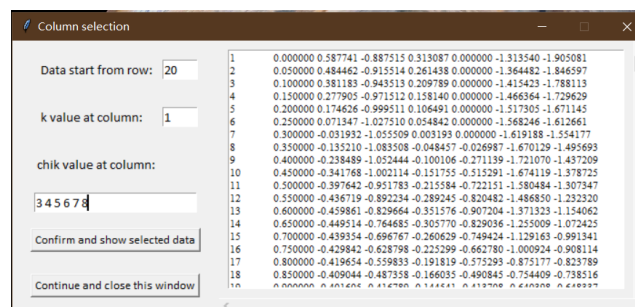 Column selection
Data start from row: 20
k value at column: 1
chik value at column:
3 4 5 6 7 8
Confirm and show selected data
Continue and close this window
1 0.000000 0.587741 -0.887515 0.313087 0.000000 -1.313540 -1.905081
2 0.050000 0.484462 -0.915514 0.261438 0.000000 -1.364482 -1.846597
3 0.100000 0.381183 -0.943513 0.209789 0.000000 -1.415423 -1.788113
4 0.150000 0.277905 -0.971512 0.158140 0.000000 -1.466364 -1.729629
5 0.200000 0.174626 -0.999511 0.106491 0.000000 -1.517305 -1.671145
6 0.250000 0.071347 -1.027510 0.054842 0.000000 -1.568246 -1.612661
7 0.300000 -0.031932 -1.055509 0.003193 0.000000 -1.619188 -1.554177
8 0.350000 -0.135210 -1.083508 -0.048457 -0.026987 -1.670129 -1.495693
9 0.400000 -0.238489 -1.052444 -0.100106 -0.271139 -1.721070 -1.437209
10 0.450000 -0.341768 -1.002114 -0.151755 -0.515291 -1.674119 -1.378725
11 0.500000 -0.397642 -0.951783 -0.215584 -0.722151 -1.580484 -1.307347
12 0.550000 -0.436719 -0.892234 -0.289245 -0.820482 -1.486850 -1.232320
13 0.600000 -0.459861 -0.829664 -0.351576 -0.907204 -1.371323 -1.154062
14 0.650000 -0.449514 -0.764685 -0.305770 -0.829036 -1.255009 -1.072425
15 0.700000 -0.439354 -0.696767 -0.260629 -0.749424 -1.129163 -0.991341
16 0.750000 -0.429842 -0.628798 -0.225299 -0.662780 -1.000924 -0.908114
17 0.800000 -0.419654 -0.559833 -0.191819 -0.575293 -0.875177 -0.823789
18 0.850000 -0.409044 -0.487358 -0.166035 -0.490845 -0.754409 -0.738516